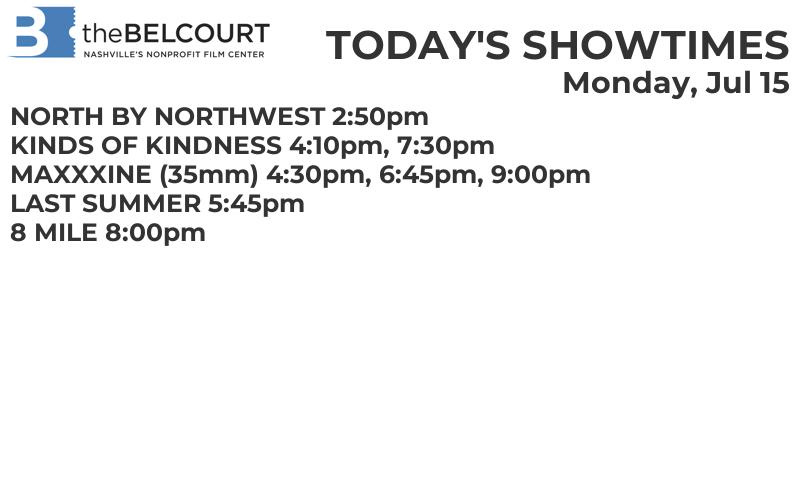 B theBELCOURT
NASHVILLE'S NONPROFIT FILM CENTER
TODAY'S SHOWTIMES
Monday, Jul 15
NORTH BY NORTHWEST 2:50pm
KINDS OF KINDNESS 4:10pm, 7:30pm
MAXXXINE (35mm) 4:30pm, 6:45pm, 9:00pm
LAST SUMMER 5:45pm
8 MILE 8:00pm